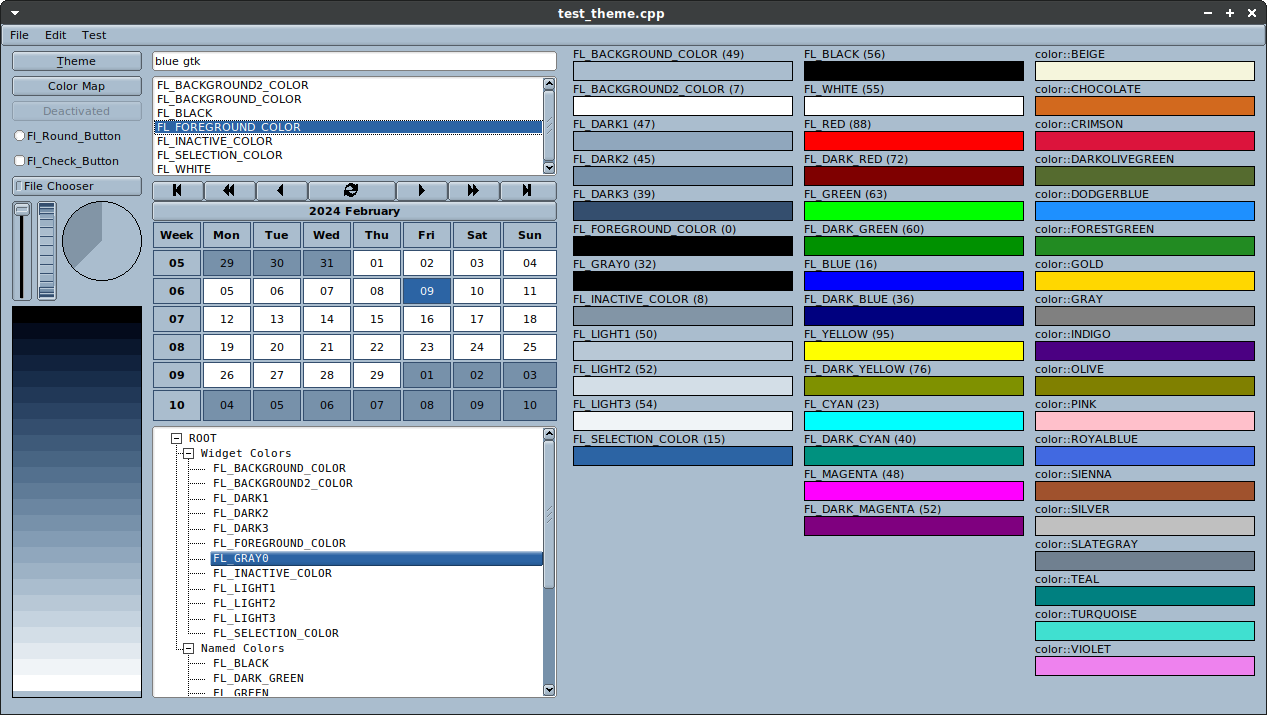 test_theme.cpp
File Edit Test
Theme
Color Map
Deactivated
Fl_Round_Button
Fl_Check_Button
File Chooser
blue gtk
FL_BACKGROUND2_COLOR
FL_BACKGROUND_COLOR
FL_BLACK
FL_FOREGROUND_COLOR
FL_INACTIVE_COLOR
FL_SELECTION_COLOR
FL_WHITE
2024 February
Week Mon Tue Wed Thu Fri Sat Sun
05 29 30 31 01 02 03 04
06 05 06 07 08 09 10 11
07 12 13 14 15 16 17 18
08 19 20 21 22 23 24 25
09 26 27 28 29 01 02 03
10 04 05 06 07 08 09 10
ROOT
Widget Colors
FL_BACKGROUND_COLOR
FL_BACKGROUND2_COLOR
FL_DARK1
FL_DARK2
FL_DARK3
FL_FOREGROUND_COLOR
FL_GRAY0
FL_INACTIVE_COLOR
FL_LIGHT1
FL_LIGHT2
FL_LIGHT3
FL_SELECTION_COLOR
Named Colors
FL_BLACK
FL_DARK_GREEN
FL_GREEN
FL_BACKGROUND_COLOR (49)
FL_BACKGROUND2_COLOR (7)
FL_DARK1 (47)
FL_DARK2 (45)
FL_DARK3 (39)
FL_FOREGROUND_COLOR (0)
FL_GRAY0 (32)
FL_INACTIVE_COLOR (8)
FL_LIGHT1 (50)
FL_LIGHT2 (52)
FL_LIGHT3 (54)
FL_SELECTION_COLOR (15)
FL_BLACK (56)
FL_WHITE (55)
FL_RED (88)
FL_DARK_RED (72)
FL_GREEN (63)
FL_DARK_GREEN (60)
FL_BLUE (16)
FL_DARK_BLUE (36)
FL_YELLOW (95)
FL_DARK_YELLOW (76)
FL_CYAN (23)
FL_DARK_CYAN (40)
FL_MAGENTA (48)
FL_DARK_MAGENTA (52)
color::BEIGE
color::CHOCOLATE
color::CRIMSON
color::DARKOLIVEGREEN
color::DODGERBLUE
color::FORESTGREEN
color::GOLD
color::GRAY
color::INDIGO
color::OLIVE
color::PINK
color::ROYALBLUE
color::SIENNA
color::SILVER
color::SLATEGRAY
color::TEAL
color::TURQUOISE
color::VIOLET